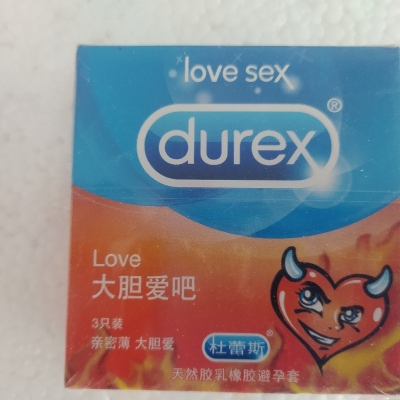 love sex
durex®
Love
大胆爱吧
3只装
亲密薄 大胆爱
杜蕾斯®
天然胶乳橡胶避孕套